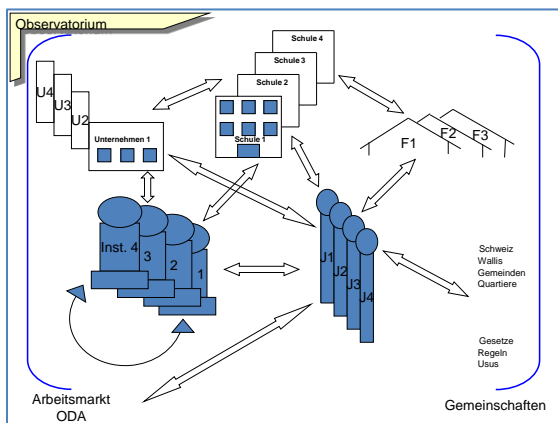 Observatorium
Schule 4
Schule 3
Schule 2
Schule 1
U4
U3
U2
Unternehmen 1
F1
F2
F3
Inst. 4
3
2
1
J1
J2
J3
J4
Schweiz
Wallis
Gemeinden
Quartiere
Gesetze
Regeln
Usus
Arbeitsmarkt
ODA
Gemeinschaften